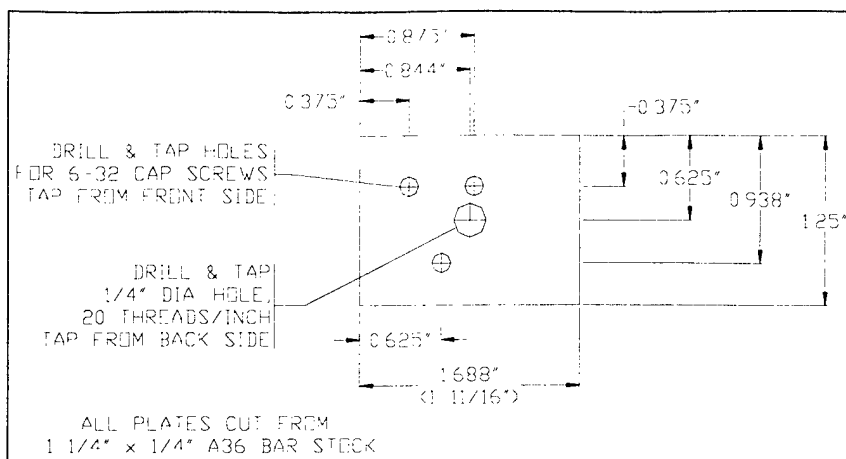 0.875"
0.844"
0.375"
0.375"
DRILL & TAP HOLES
FOR 6-32 CAP SCREWS
TAP FROM FRONT SIDE
0.625"
0.938"
1.25"
DRILL & TAP
1/4" DIA HOLE,
20 THREADS/INCH
TAP FROM BACK SIDE
0.625"
1.688"
(1 11/16")
ALL PLATES CUT FROM
1 1/4" x 1/4" A36 BAR STOCK